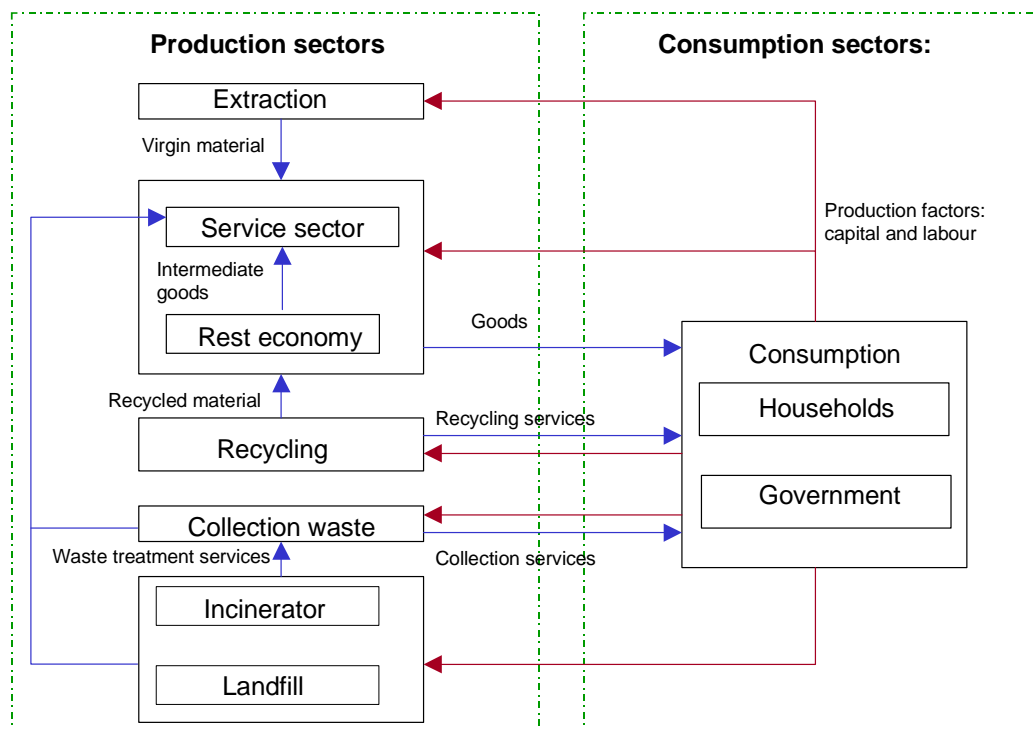 Production sectors
Consumption sectors:
Extraction
Virgin material
Service sector
Production factors:
capital and labour
Intermediate
goods
Rest economy
Goods
Consumption
Households
Recycled material
Recycling services
Recycling
Government
Collection waste
Waste treatment services
Collection services
Incinerator
Landfill